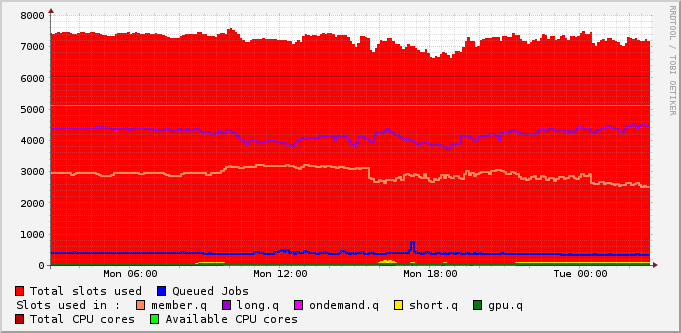 8000
7000
6000
5000
4000
3000
2000
1000
0
Mon 06:00 Mon 12:00 Mon 18:00 Tue 00:00
Total slots used Queued Jobs
Slots used in : member.q long.q ondemand.q short.q gpu.q
Total CPU cores Available CPU cores
RRDTOOL / TOBI OETIKER